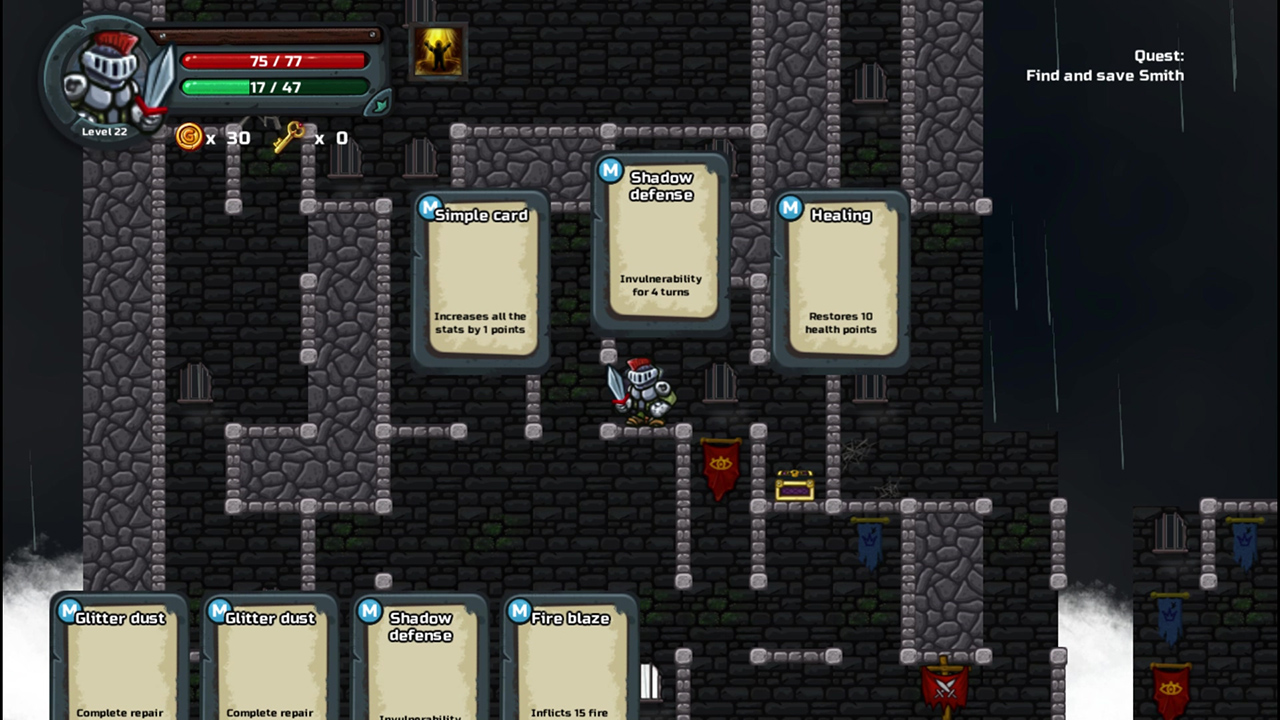 75 / 77
17 / 47
Level 22
G
x 30
x 0
Quest:
Find and save Smith
M
Simple card
Increases all the
stats by 1 points
M
Shadow
defense
Invulnerability
for 4 turns
M
Healing
Restores 10
health points
M
Glitter dust
Complete repair
M
Glitter dust
Complete repair
M
Shadow
defense
Invulnerability
M
Fire blaze
Inflicts 15 fire